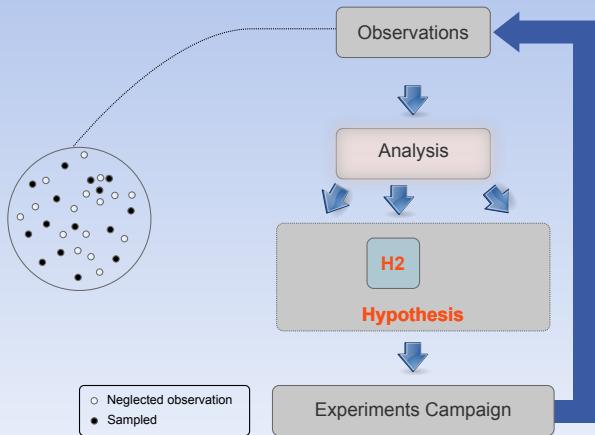 Observations
Analysis
H2
Hypothesis
Experiments Campaign
Neglected observation
Sampled